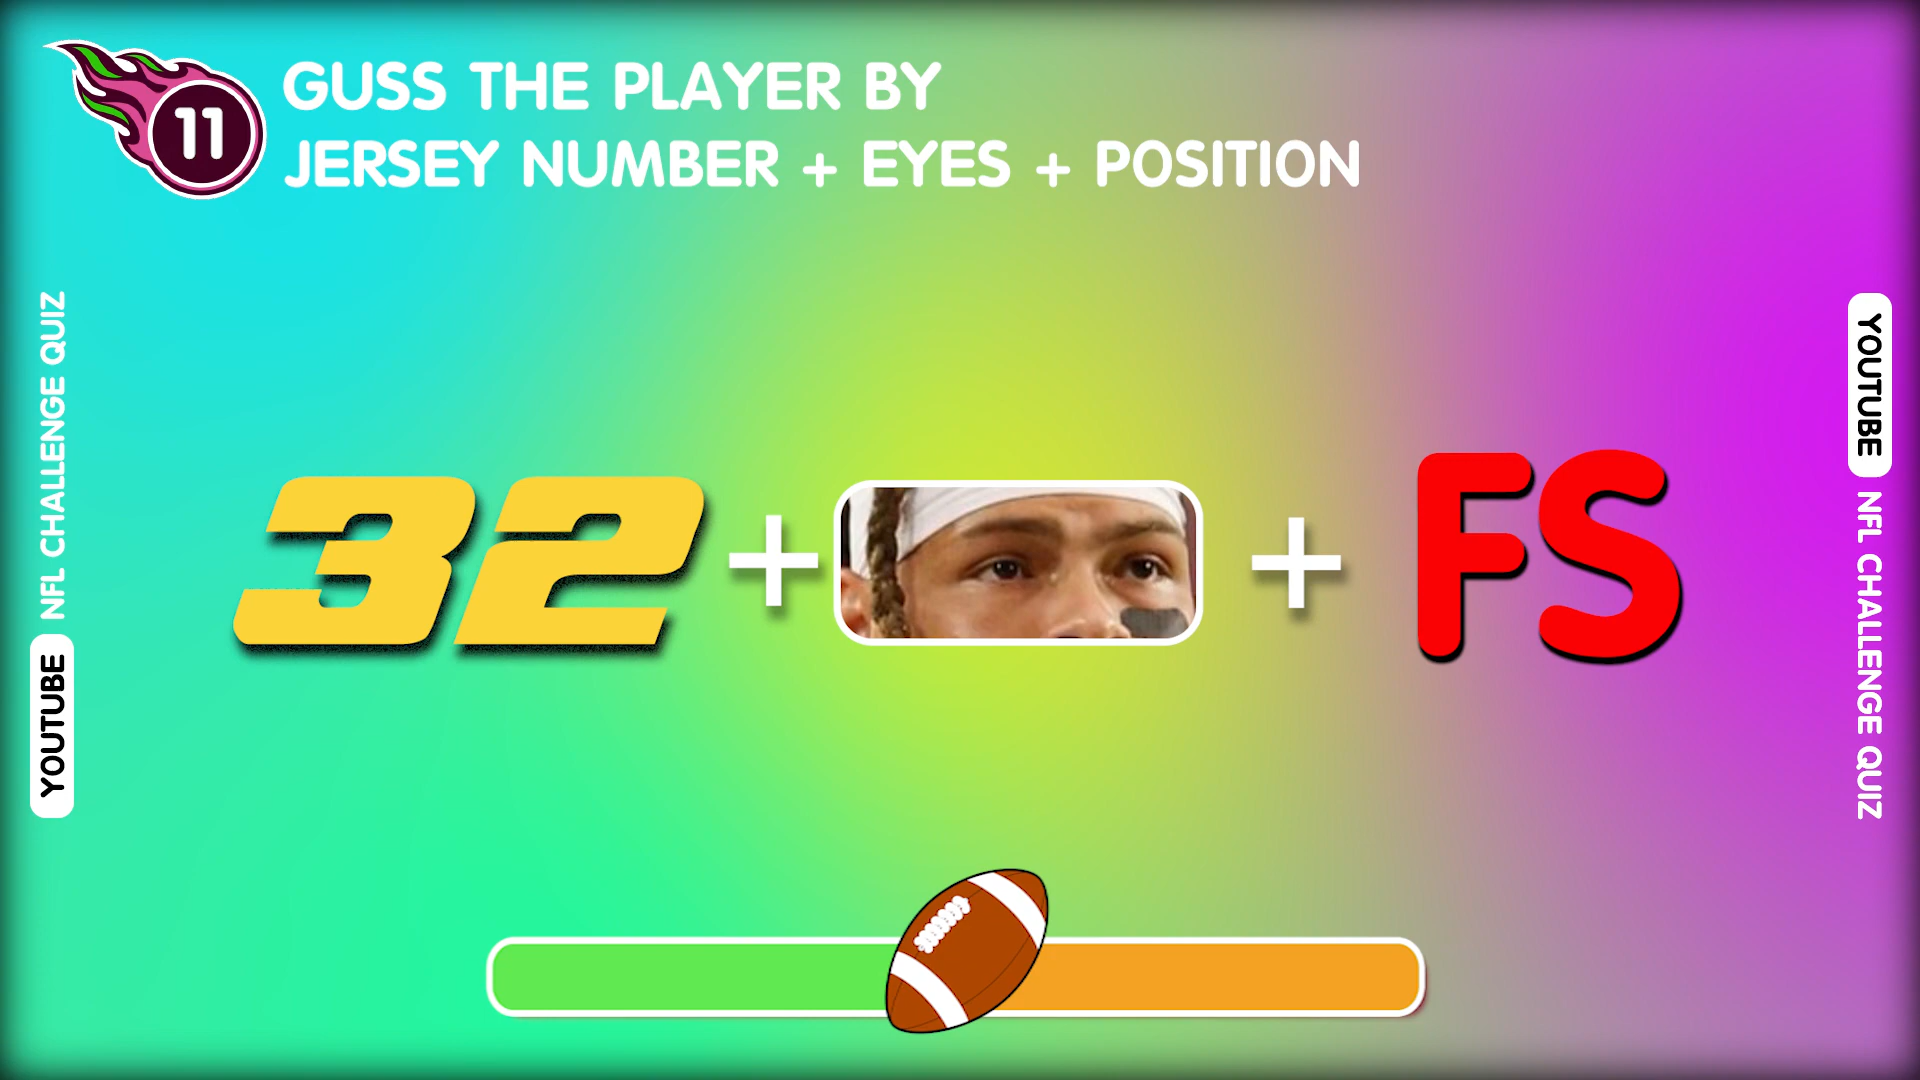 11
GUSS THE PLAYER BY
JERSEY NUMBER + EYES + POSITION
YOUTUBE NFL CHALLENGE QUIZ
32 + + FS
YOUTUBE NFL CHALLENGE QUIZ